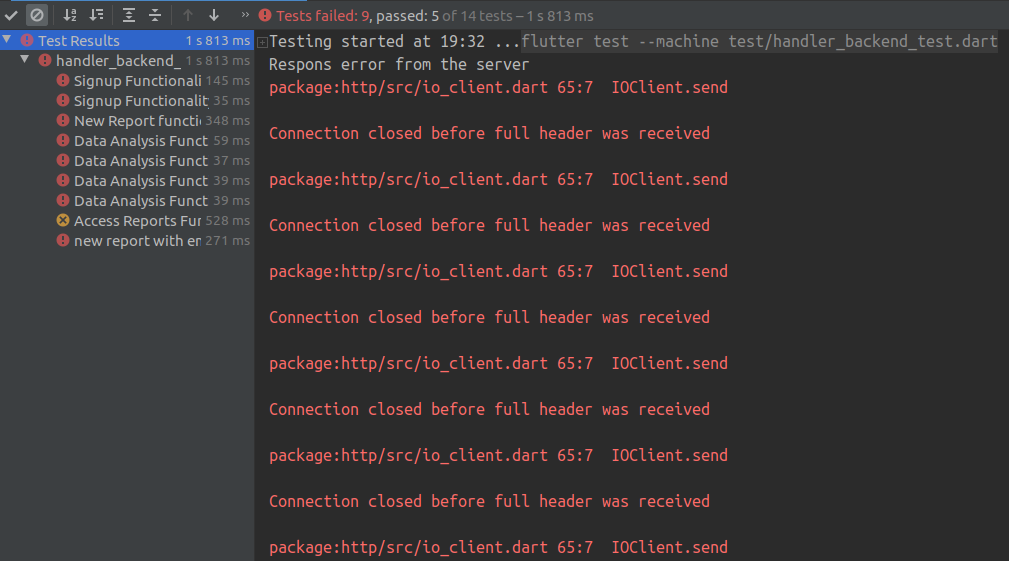 Tests failed: 9, passed: 5 of 14 tests – 1 s 813 ms
Test Results 1 s 813 ms
handler_backend_ 1 s 813 ms
Signup Functionali 145 ms
Signup Functionality 35 ms
New Report functi 348 ms
Data Analysis Funct 59 ms
Data Analysis Funct 37 ms
Data Analysis Funct 39 ms
Data Analysis Funct 39 ms
Access Reports Fur 528 ms
new report with en 271 ms
Testing started at 19:32 ...flutter test --machine test/handler_backend_test.dart
Respons error from the server
package:http/src/io_client.dart 65:7  IOClient.send
Connection closed before full header was received
package:http/src/io_client.dart 65:7  IOClient.send
Connection closed before full header was received
package:http/src/io_client.dart 65:7  IOClient.send
Connection closed before full header was received
package:http/src/io_client.dart 65:7  IOClient.send
Connection closed before full header was received
package:http/src/io_client.dart 65:7  IOClient.send
Connection closed before full header was received
package:http/src/io_client.dart 65:7  IOClient.send